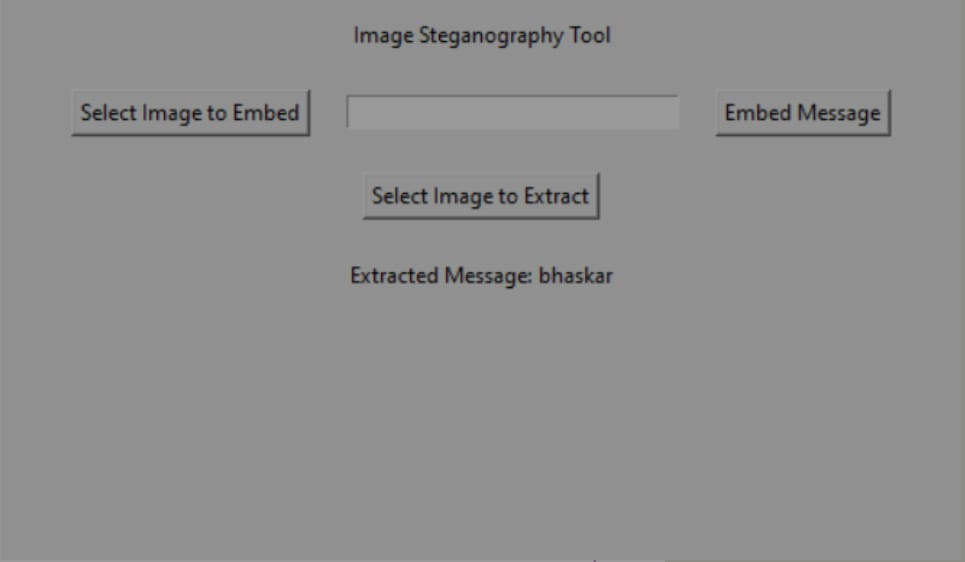 Image Steganography Tool
Select Image to Embed Embed Message
Select Image to Extract
Extracted Message: bhaskar